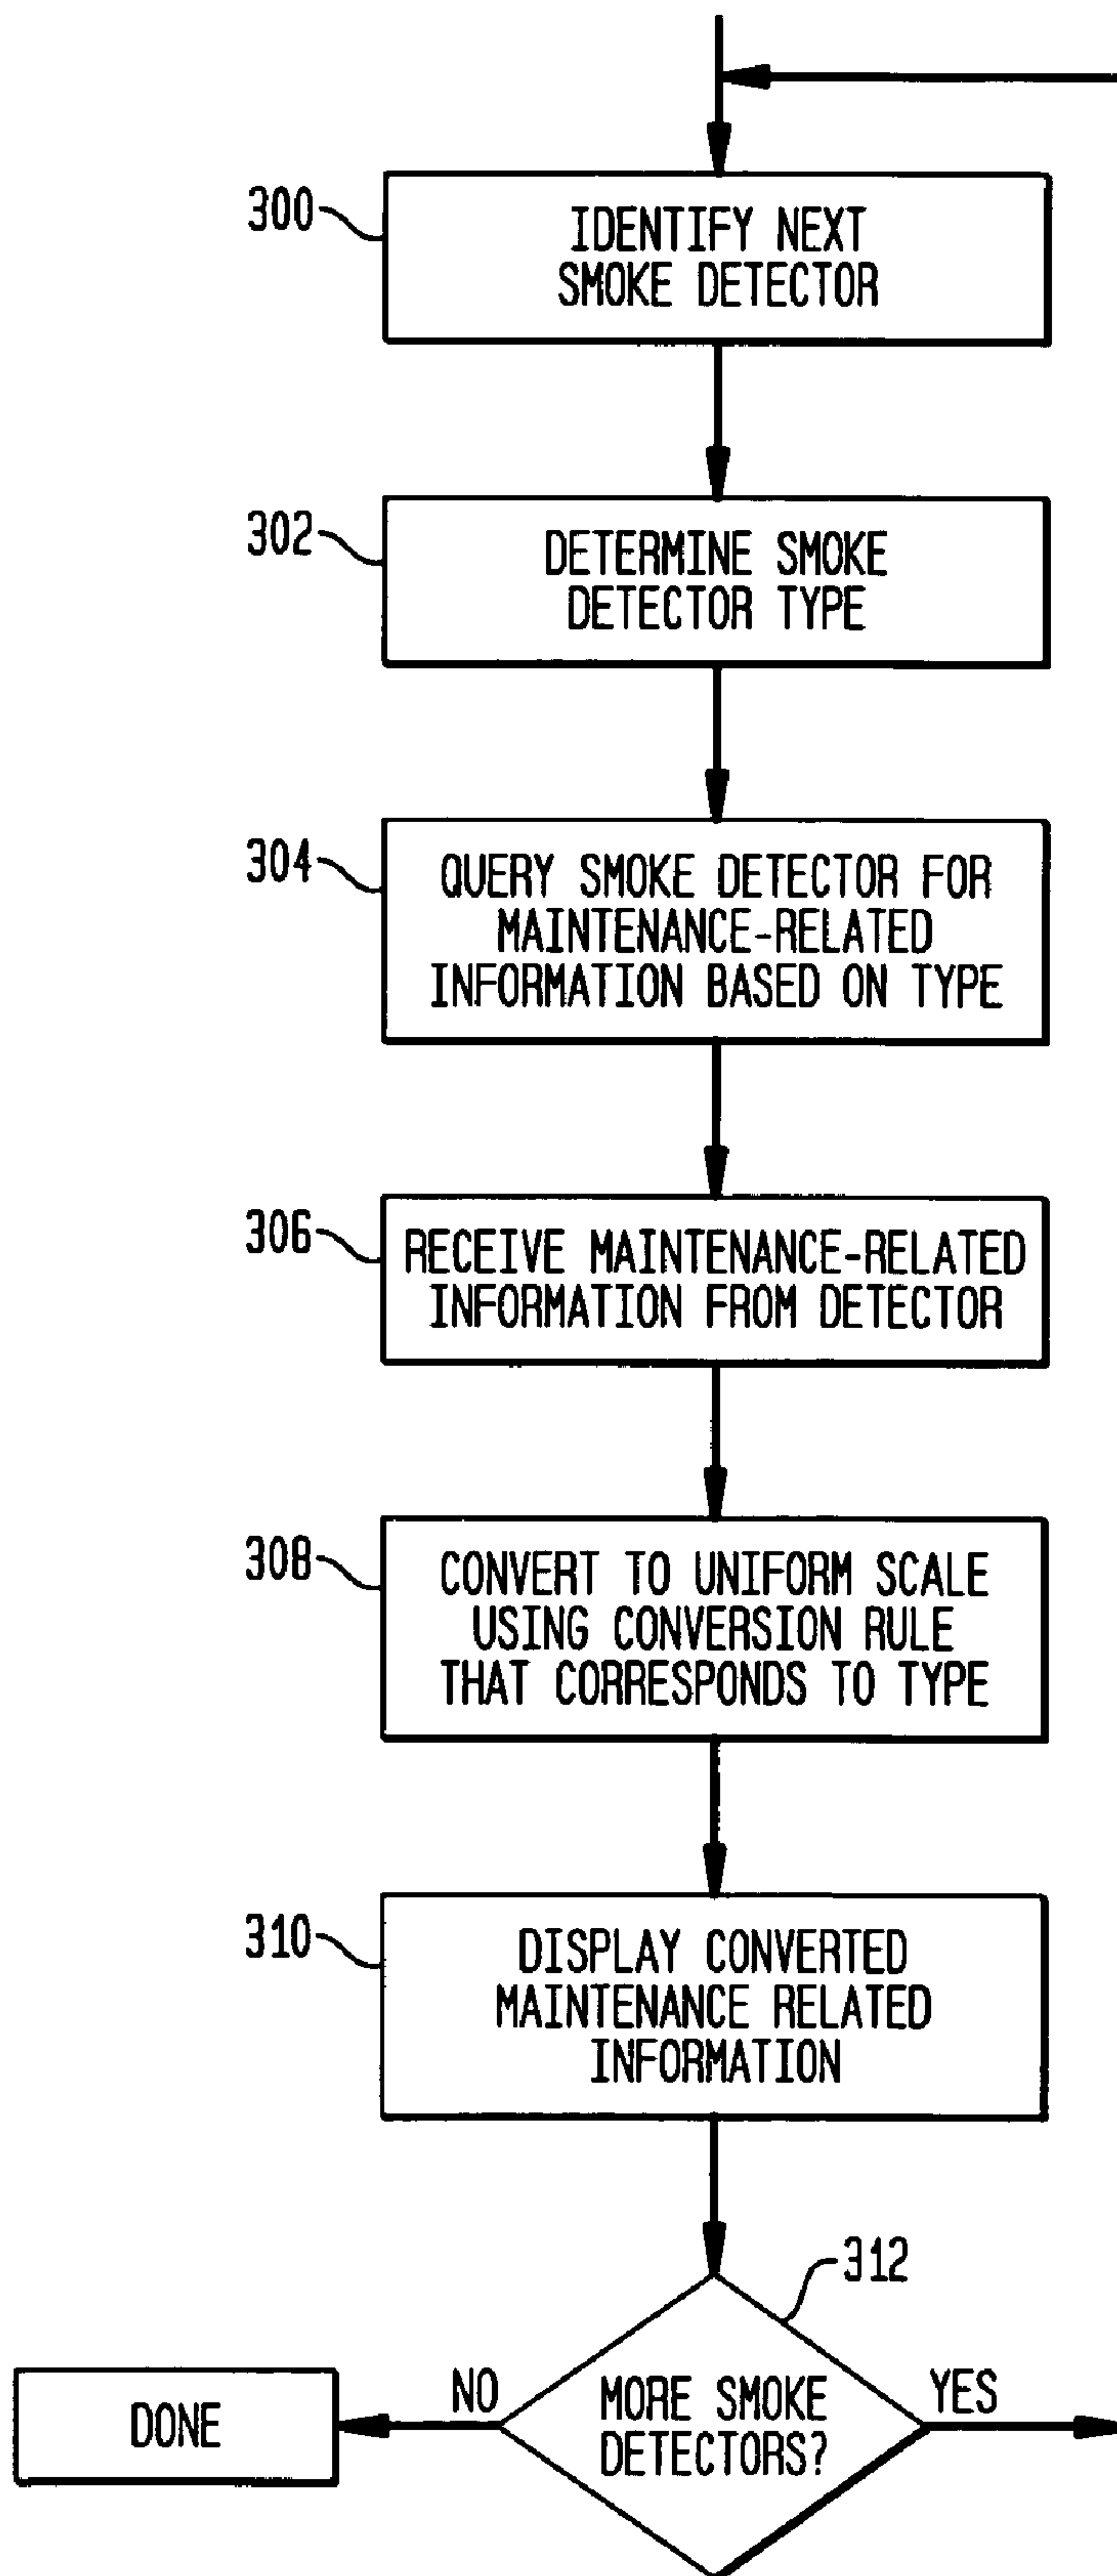 300
IDENTIFY NEXT
SMOKE DETECTOR
302
DETERMINE SMOKE
DETECTOR TYPE
304
QUERY SMOKE DETECTOR FOR
MAINTENANCE-RELATED
INFORMATION BASED ON TYPE
306
RECEIVE MAINTENANCE-RELATED
INFORMATION FROM DETECTOR
308
CONVERT TO UNIFORM SCALE
USING CONVERSION RULE
THAT CORRESPONDS TO TYPE
310
DISPLAY CONVERTED
MAINTENANCE RELATED
INFORMATION
312
MORE SMOKE
DETECTORS?
NO
YES
DONE